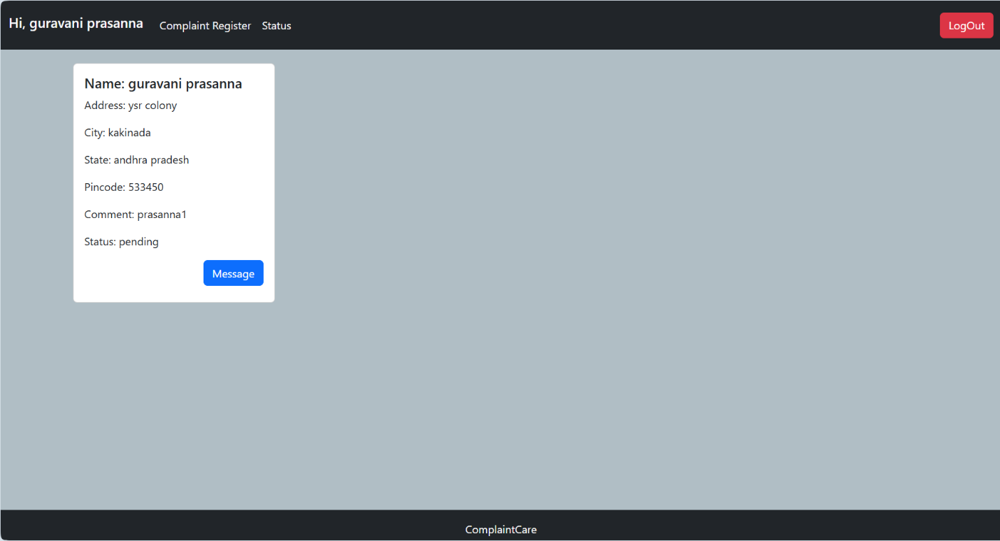 Hi, guravani prasanna Complaint Register Status LogOut
Name: guravani prasanna
Address: ysr colony
City: kakinada
State: andhra pradesh
Pincode: 533450
Comment: prasanna1
Status: pending
Message
ComplaintCare